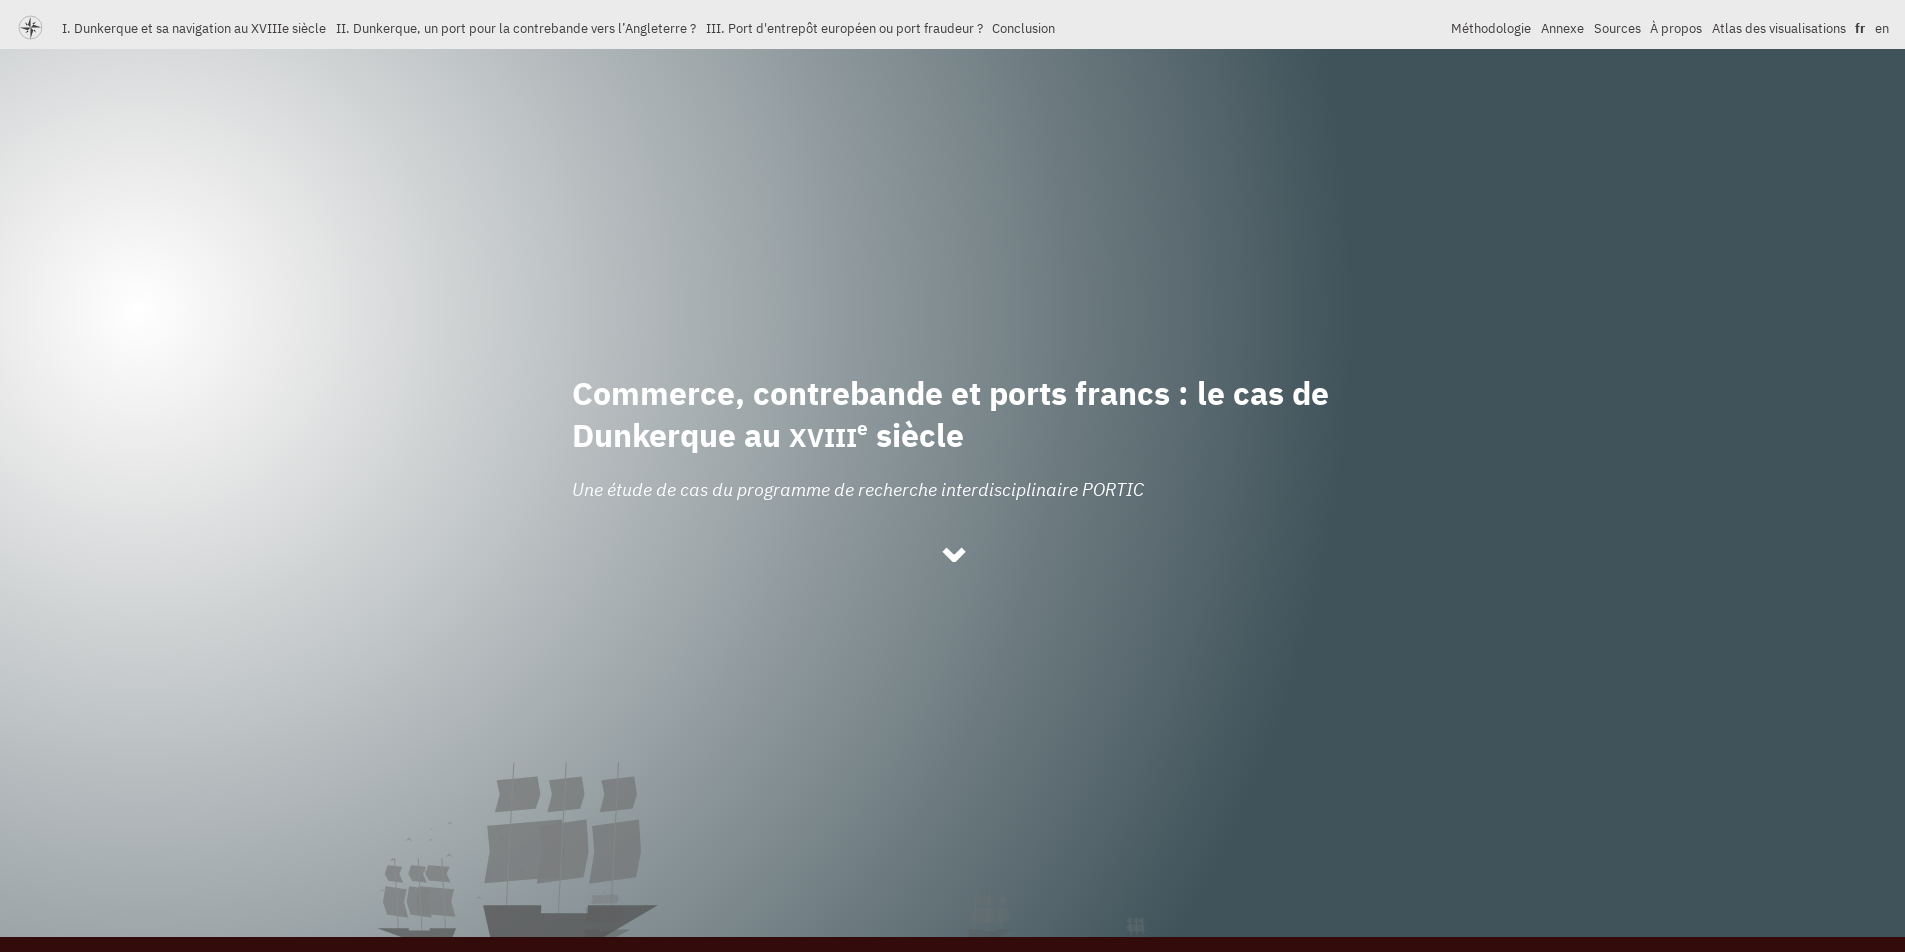 I. Dunkerque et sa navigation au XVIIIe siècle II. Dunkerque, un port pour la contrebande vers l’Angleterre ? III. Port d'entrepôt européen ou port fraudeur ? Conclusion Méthodologie Annexe Sources À propos Atlas des visualisations fr en
Commerce, contrebande et ports francs : le cas de
Dunkerque au XVIIIe siècle
Une étude de cas du programme de recherche interdisciplinaire PORTIC